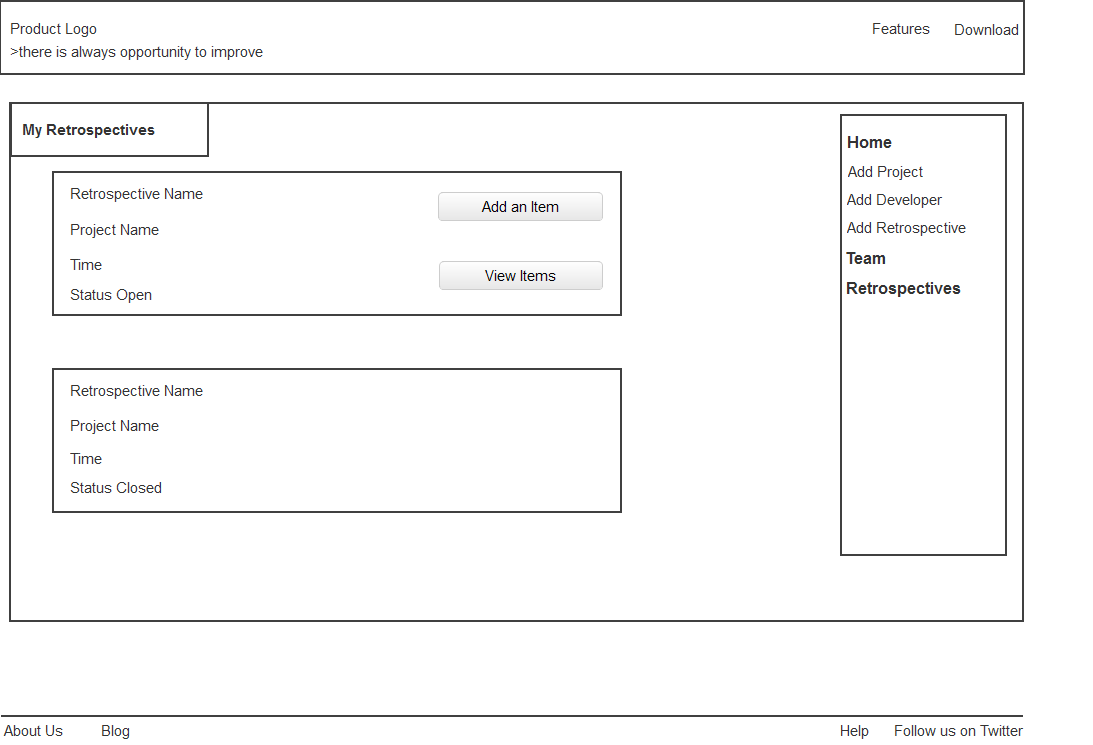 Product Logo
>there is always opportunity to improve
Features
Download
My Retrospectives
Retrospective Name
Project Name
Time
Status Open
Add an Item
View Items
Retrospective Name
Project Name
Time
Status Closed
Home
Add Project
Add Developer
Add Retrospective
Team
Retrospectives
About Us
Blog
Help
Follow us on Twitter